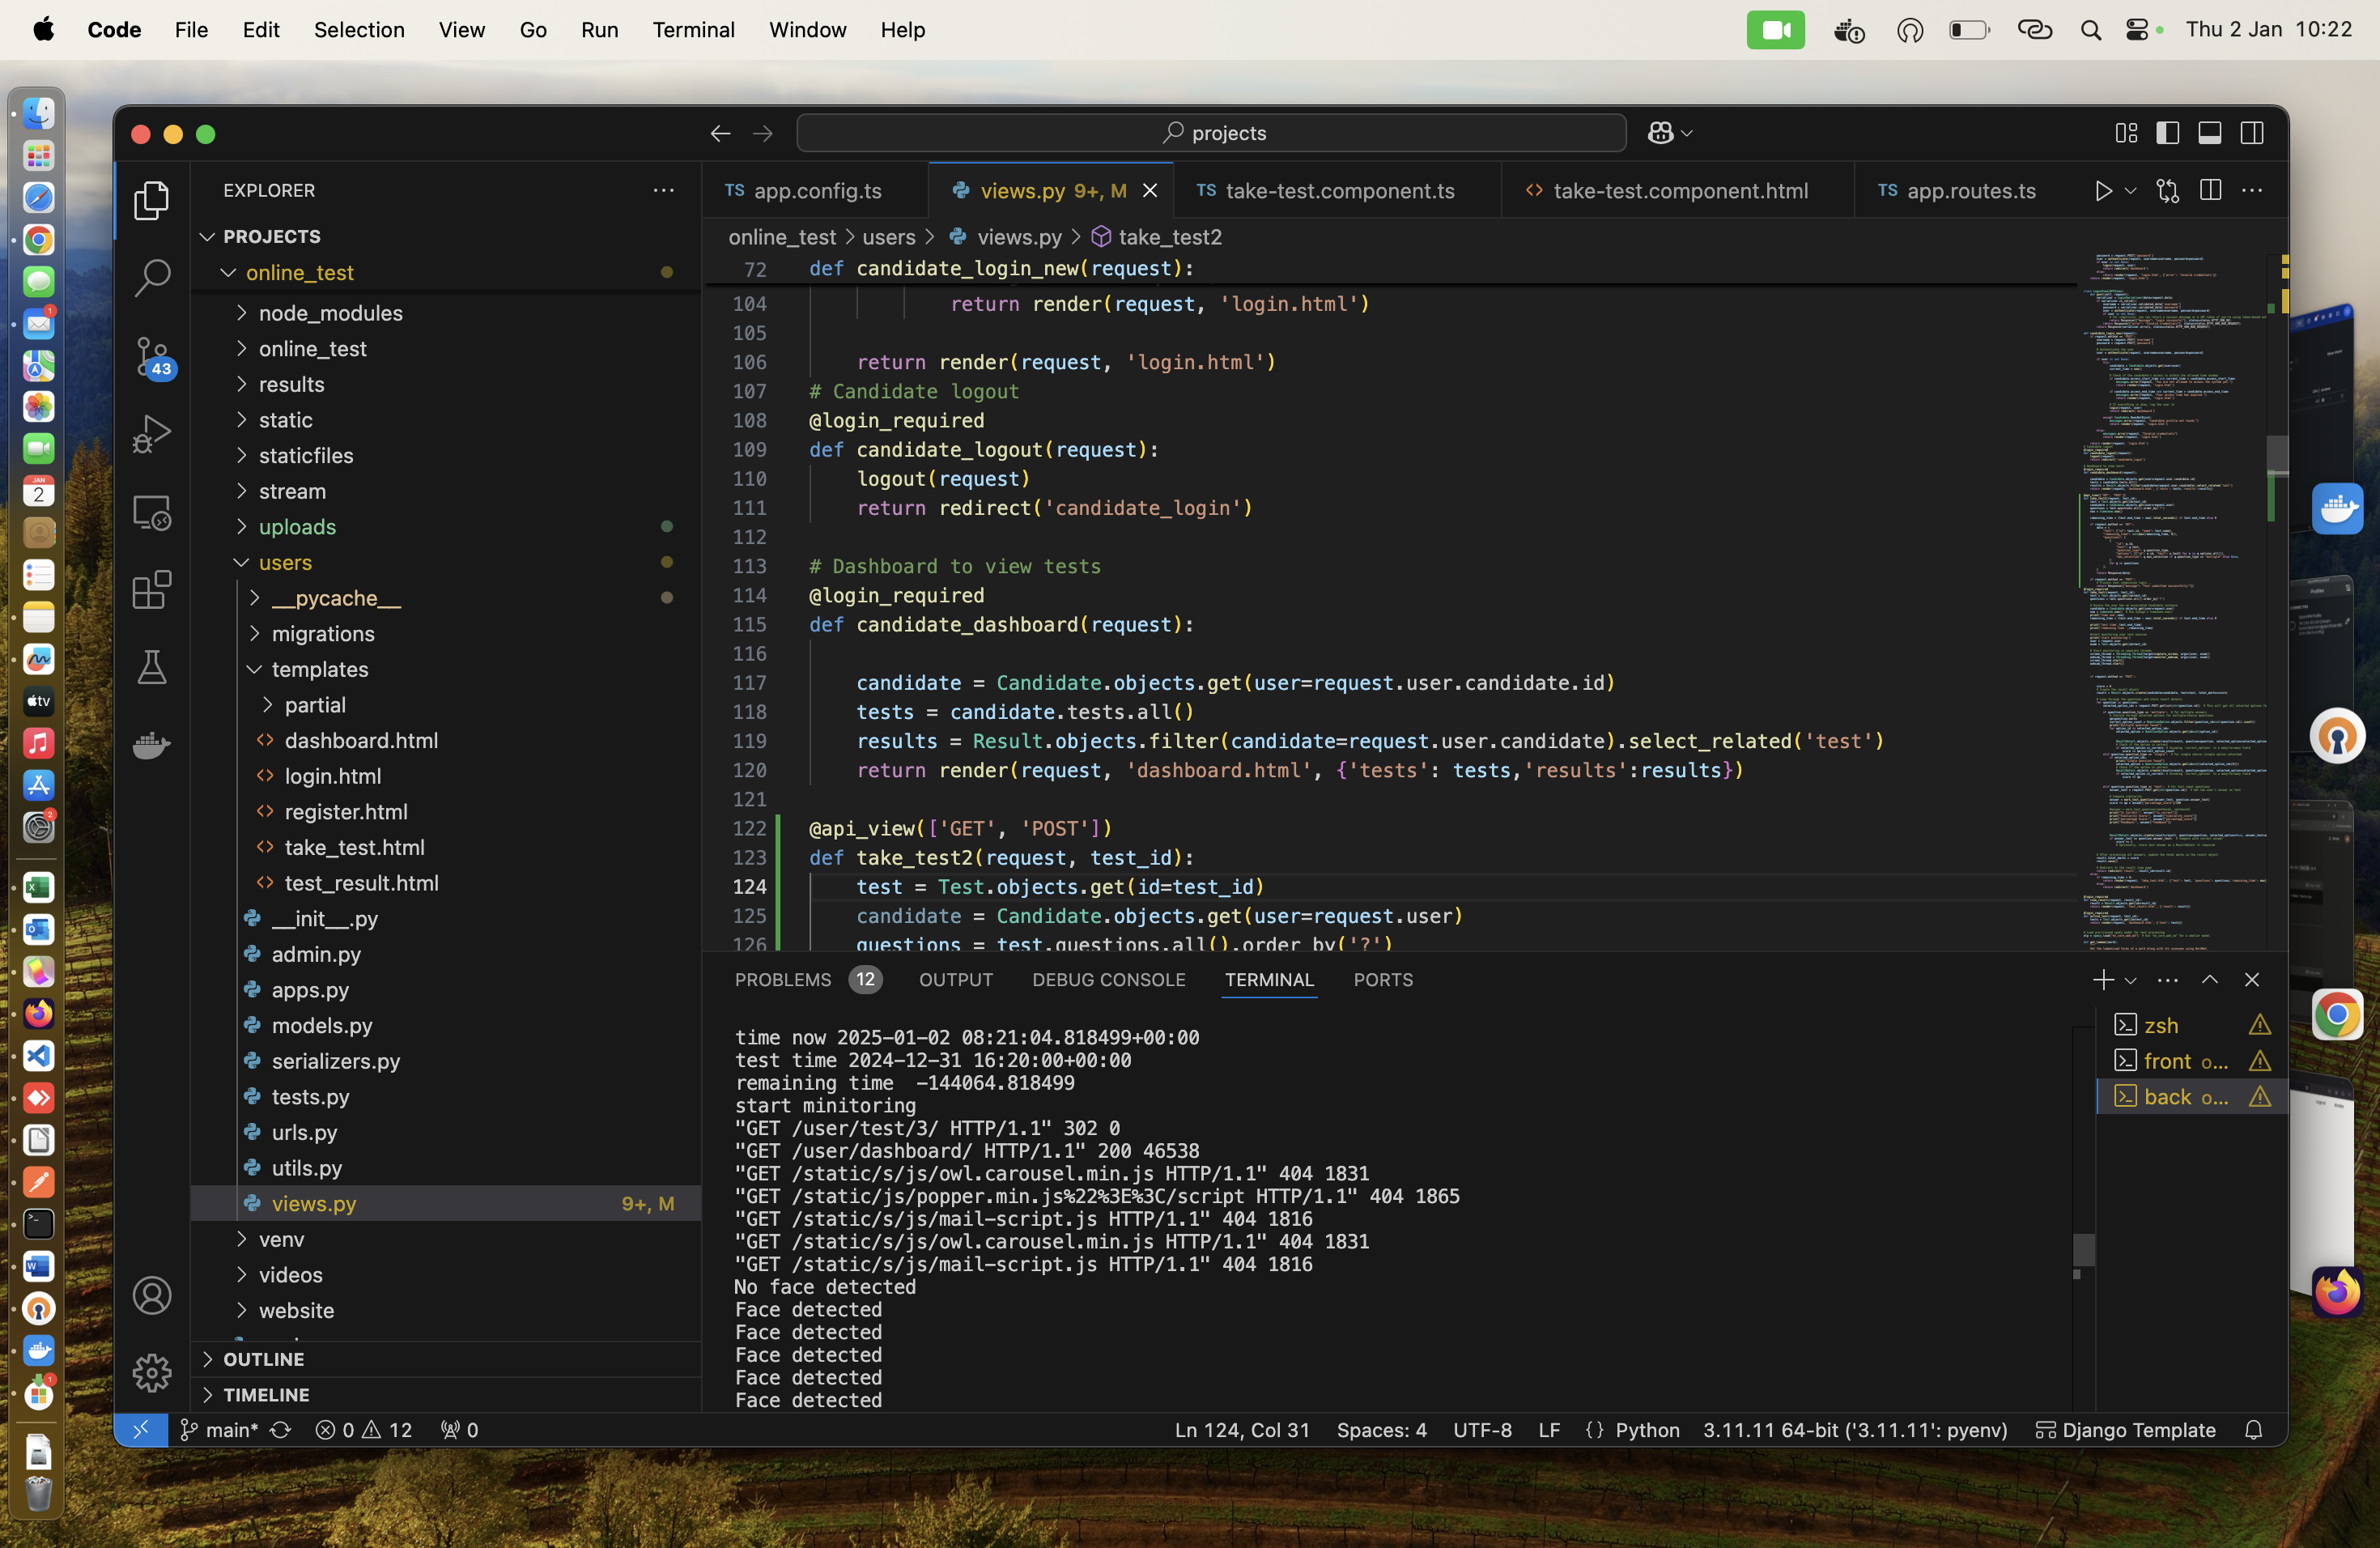 Code File Edit Selection View Go Run Terminal Window Help Thu 2 Jan 10:22
projects
EXPLORER
PROJECTS
online_test
node_modules
online_test
results
static
staticfiles
stream
uploads
users
__pycache__
migrations
templates
partial
dashboard.html
login.html
register.html
take_test.html
test_result.html
__init__.py
admin.py
apps.py
models.py
serializers.py
tests.py
urls.py
utils.py
views.py 9+, M
venv
videos
website
OUTLINE
TIMELINE
43
JAN
2
tv
TS app.config.ts views.py 9+, M TS take-test.component.ts take-test.component.html TS app.routes.ts
online_test > users > views.py > take_test2
72 def candidate_login_new(request):
104 return render(request, 'login.html')
105
106 return render(request, 'login.html')
107 # Candidate logout
108 @login_required
109 def candidate_logout(request):
110 logout(request)
111 return redirect('candidate_login')
112
113 # Dashboard to view tests
114 @login_required
115 def candidate_dashboard(request):
116
117 candidate = Candidate.objects.get(user=request.user.candidate.id)
118 tests = candidate.tests.all()
119 results = Result.objects.filter(candidate=request.user.candidate).select_related('test')
120 return render(request, 'dashboard.html', {'tests': tests,'results':results})
121
122 @api_view(['GET', 'POST'])
123 def take_test2(request, test_id):
124 test = Test.objects.get(id=test_id)
125 candidate = Candidate.objects.get(user=request.user)
126 questions = test.questions.all().order_by('?')
PROBLEMS 12 OUTPUT DEBUG CONSOLE TERMINAL PORTS
time now 2025-01-02 08:21:04.818499+00:00
test time 2024-12-31 16:20:00+00:00
remaining time  -144064.818499
start minitoring
"GET /user/test/3/ HTTP/1.1" 302 0
"GET /user/dashboard/ HTTP/1.1" 200 46538
"GET /static/s/js/owl.carousel.min.js HTTP/1.1" 404 1831
"GET /static/js/popper.min.js%22%3E%3C/script HTTP/1.1" 404 1865
"GET /static/s/js/mail-script.js HTTP/1.1" 404 1816
"GET /static/s/js/owl.carousel.min.js HTTP/1.1" 404 1831
"GET /static/s/js/mail-script.js HTTP/1.1" 404 1816
No face detected
Face detected
Face detected
Face detected
Face detected
Face detected
zsh
front o...
back o...
main* 0 12 0 Ln 124, Col 31 Spaces: 4 UTF-8 LF {} Python 3.11.11 64-bit ('3.11.11': pyenv) Django Template